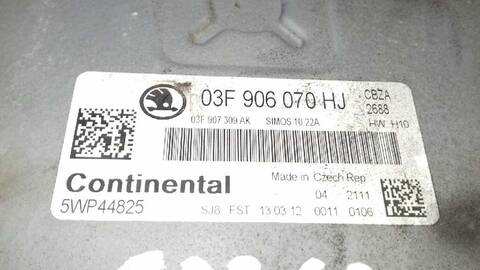 03F 906 070 HJ
CBZA
2688
03F 907 309 AK SIMOS 10.22A HW: H10
Continental
5WP44825
Made in Czech Rep
04 2111
SJ8 FST 13.03.12 0011 0106